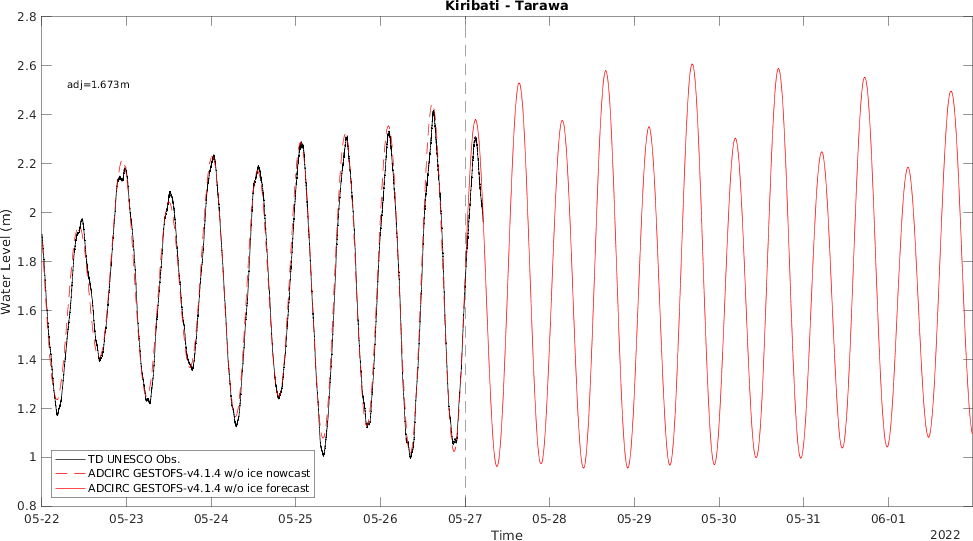 Kiribati - Tarawa
2.8
2.6
2.4
2.2
2
1.8
1.6
1.4
1.2
1
0.8
Water Level (m)
adj=1.673m
TD UNESCO Obs.
ADCIRC GESTOFS-v4.1.4 w/o ice nowcast
ADCIRC GESTOFS-v4.1.4 w/o ice forecast
05-22 05-23 05-24 05-25 05-26 05-27 05-28 05-29 05-30 05-31 06-01
Time
2022